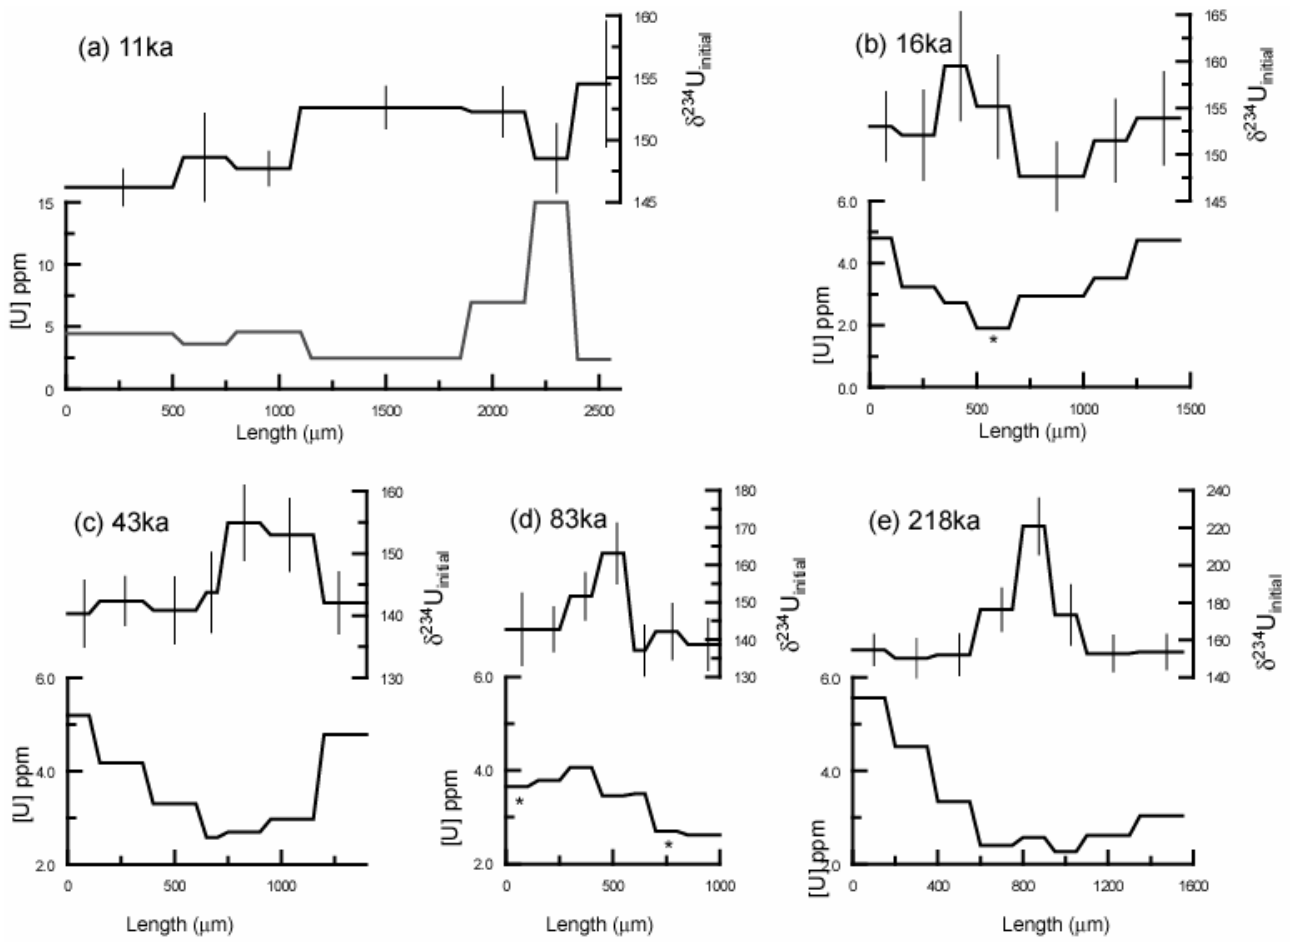 (a) 11ka
160
155
150
145
δ²³⁴U_initial
15
10
5
0
[U] ppm
0 500 1000 1500 2000 2500
Length (μm)
(b) 16ka
165
160
155
150
145
δ²³⁴U_initial
6.0
4.0
2.0
0.0
[U] ppm
*
0 500 1000 1500
Length (μm)
(c) 43ka
160
150
140
130
δ²³⁴U_initial
6.0
4.0
2.0
[U] ppm
0 500 1000
Length (μm)
(d) 83ka
180
170
160
150
140
130
δ²³⁴U_initial
6.0
4.0
2.0
[U] ppm
* *
0 500 1000
Length (μm)
(e) 218ka
240
220
200
180
160
140
δ²³⁴U_initial
6.0
4.0
2.0
[U] ppm
0 400 800 1200 1600
Length (μm)